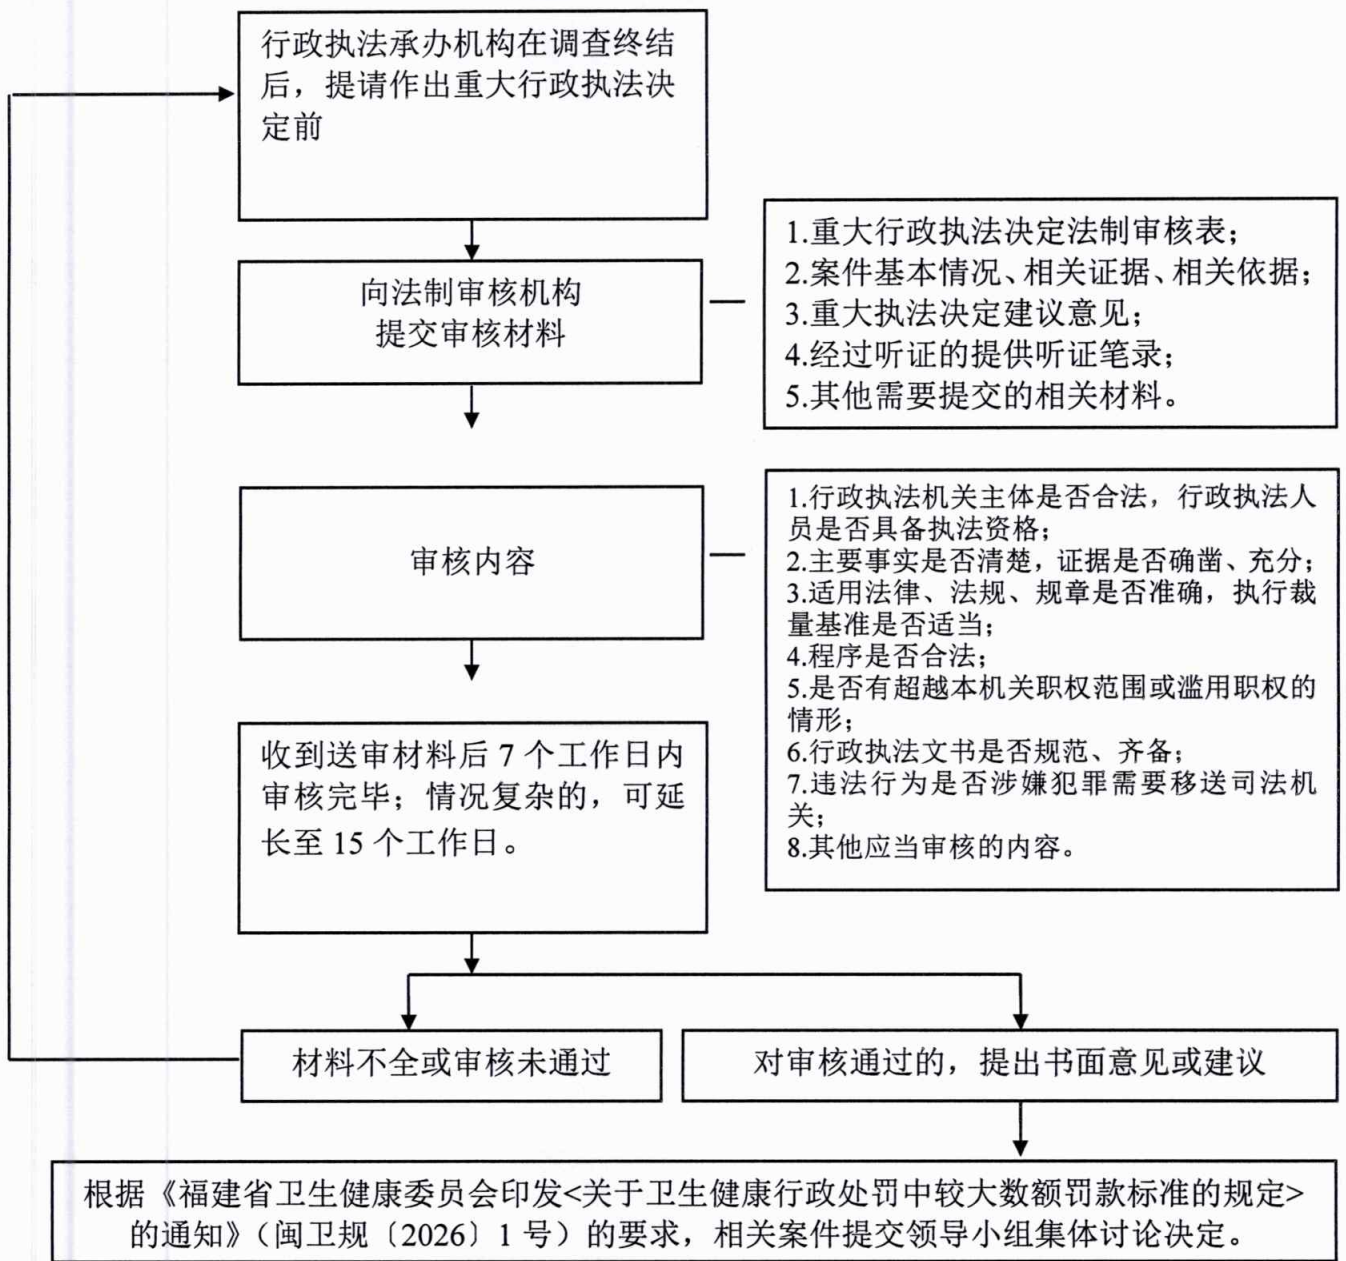 行政执法承办机构在调查终结
后，提请作出重大行政执法决
定前
向法制审核机构
提交审核材料
1.重大行政执法决定法制审核表；
2.案件基本情况、相关证据、相关依据；
3.重大执法决定建议意见；
4.经过听证的提供听证笔录；
5.其他需要提交的相关材料。
审核内容
1.行政执法机关主体是否合法，行政执法人
员是否具备执法资格；
2.主要事实是否清楚，证据是否确凿、充分；
3.适用法律、法规、规章是否准确，执行裁
量基准是否适当；
4.程序是否合法；
5.是否有超越本机关职权范围或滥用职权的
情形；
6.行政执法文书是否规范、齐备；
7.违法行为是否涉嫌犯罪需要移送司法机
关；
8.其他应当审核的内容。
收到送审材料后 7 个工作日内
审核完毕；情况复杂的，可延
长至 15 个工作日。
材料不全或审核未通过
对审核通过的，提出书面意见或建议
根据《福建省卫生健康委员会印发<关于卫生健康行政处罚中较大数额罚款标准的规定>
的通知》（闽卫规〔2026〕1 号）的要求，相关案件提交领导小组集体讨论决定。